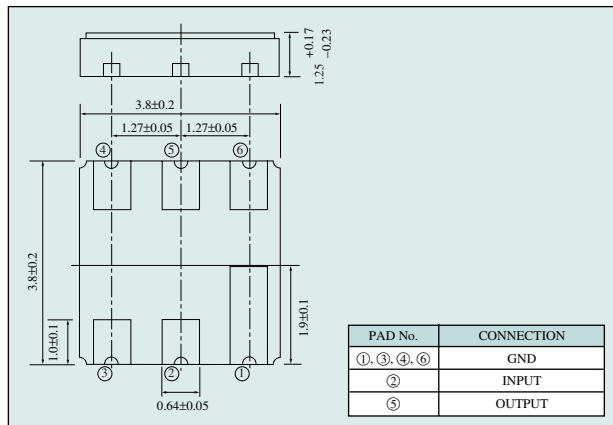 +0.17
1.25 −0.23
3.8±0.2
1.27±0.05 1.27±0.05
④ ⑤ ⑥
3.8±0.2
1.0±0.1
1.9±0.1
③ ② ①
0.64±0.05
PAD No. CONNECTION
①, ③, ④, ⑥ GND
② INPUT
⑤ OUTPUT